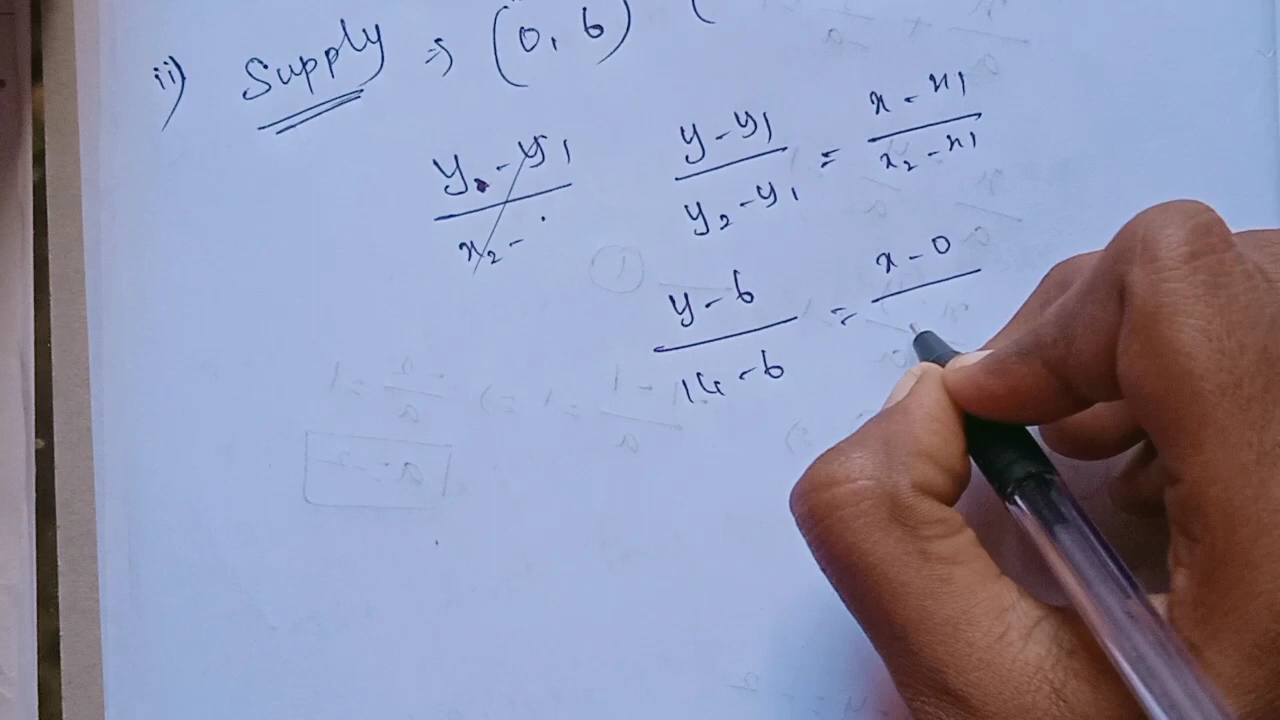 ii) Supply ⇒ (0, 6) (
y₂ - y₁ / x₂ -
y - y₁ / y₂ - y₁ = x - x₁ / x₂ - x₁
y - 6 / 14 - 6 = x - 0 /